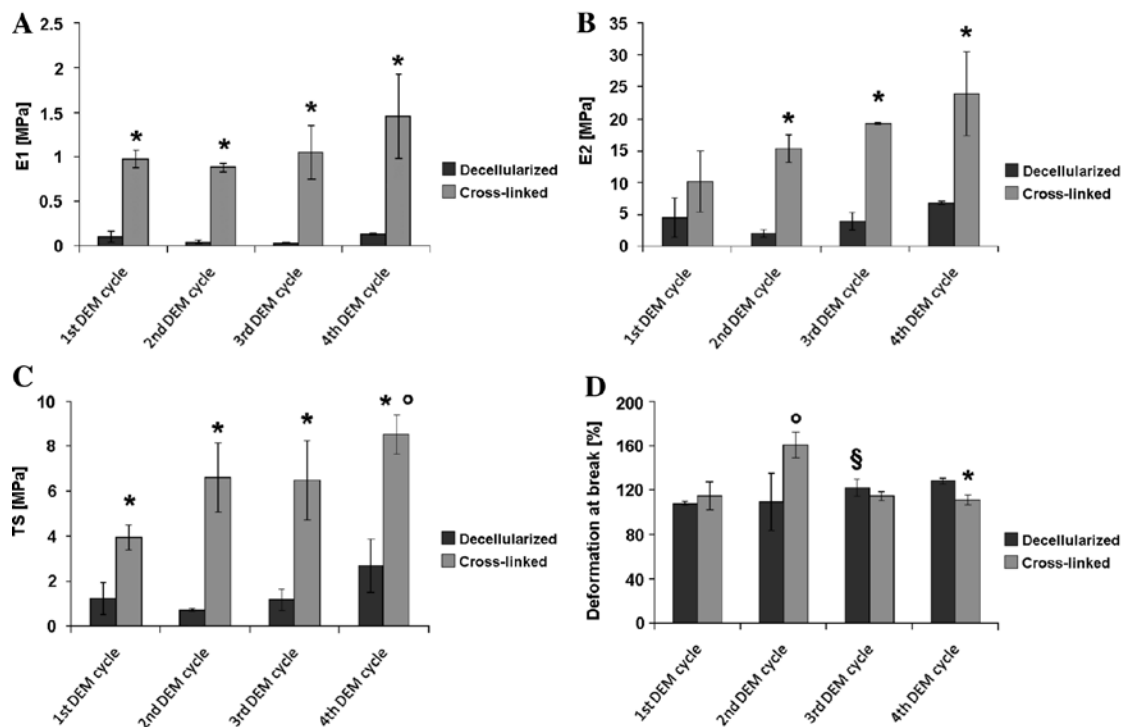 A
E1 [MPa]
2.5
2
1.5
1
0.5
0
* * * *
1st DEM cycle
2nd DEM cycle
3rd DEM cycle
4th DEM cycle
Decellularized
Cross-linked
B
E2 [MPa]
35
30
25
20
15
10
5
0
* * *
1st DEM cycle
2nd DEM cycle
3rd DEM cycle
4th DEM cycle
Decellularized
Cross-linked
C
TS [MPa]
10
8
6
4
2
0
* * * * °
1st DEM cycle
2nd DEM cycle
3rd DEM cycle
4th DEM cycle
Decellularized
Cross-linked
D
Deformation at break [%]
200
160
120
80
40
0
° § *
1st DEM cycle
2nd DEM cycle
3rd DEM cycle
4th DEM cycle
Decellularized
Cross-linked